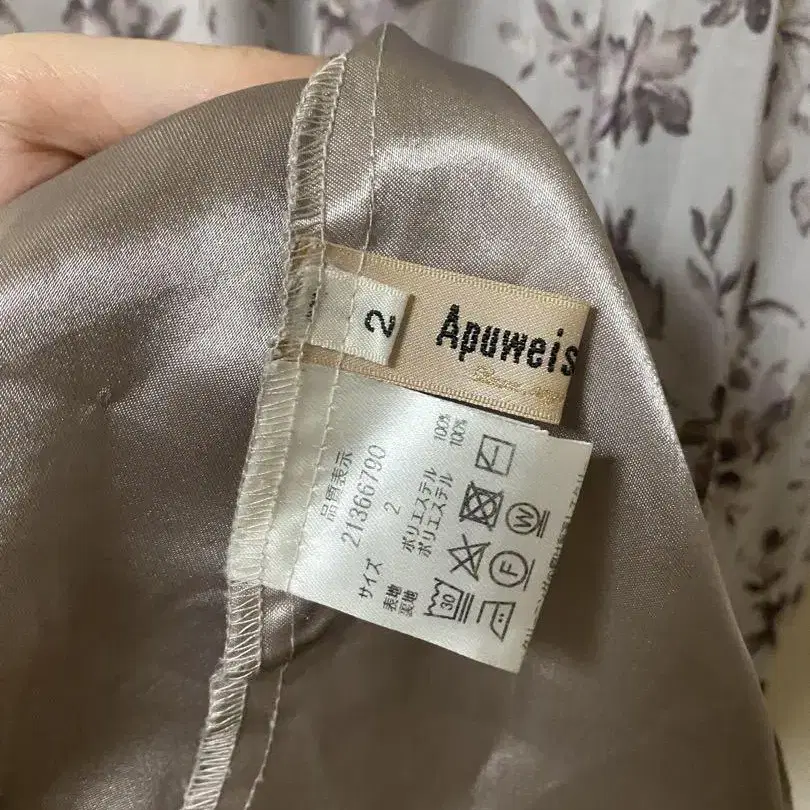 2
Apuweis
品質表示
21366790
サイズ 2
表地 ポリエステル 100%
裏地 ポリエステル 100%
30
W
F